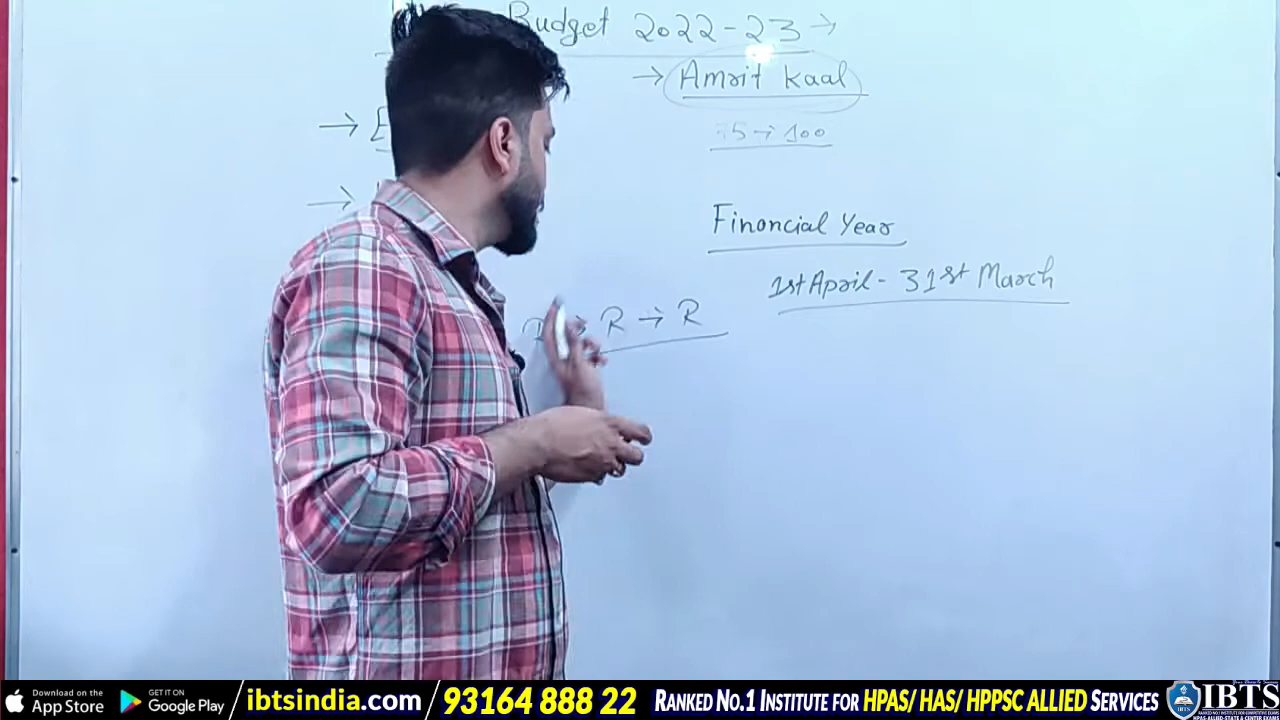 Budget 2022-23 →
→ Amrit Kaal
5 → 100
→ E
→
Financial Year
1st April - 31st March
→ R → R
Download on the App Store
GET IT ON Google Play
ibtsindia.com
93164 888 22
RANKED NO.1 INSTITUTE FOR HPAS/ HAS/ HPPSC ALLIED SERVICES
IBTS